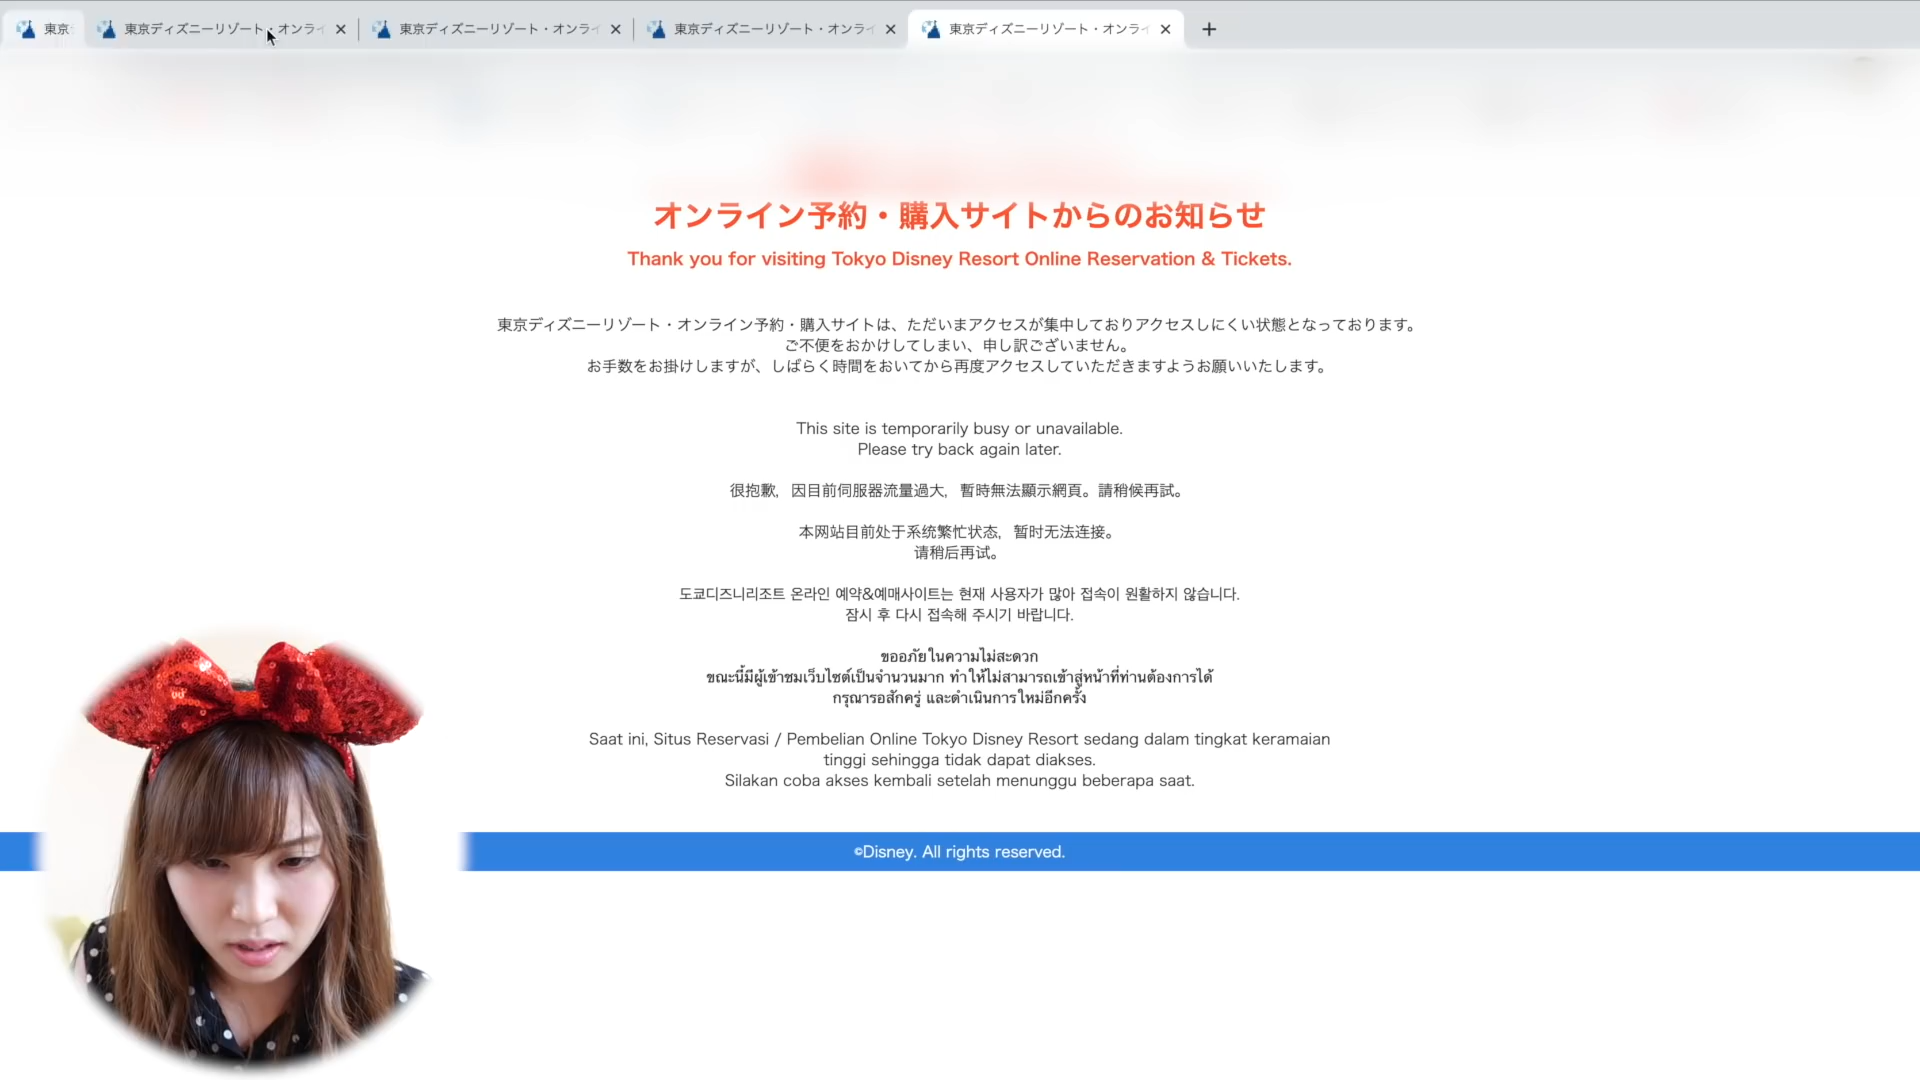 東京
東京ディズニーリゾート・オンライ
東京ディズニーリゾート・オンライ
東京ディズニーリゾート・オンライ
東京ディズニーリゾート・オンライ
オンライン予約・購入サイトからのお知らせ
Thank you for visiting Tokyo Disney Resort Online Reservation & Tickets.
東京ディズニーリゾート・オンライン予約・購入サイトは、ただいまアクセスが集中しておりアクセスしにくい状態となっております。
ご不便をおかけしてしまい、申し訳ございません。
お手数をお掛けしますが、しばらく時間をおいてから再度アクセスしていただきますようお願いいたします。
This site is temporarily busy or unavailable.
Please try back again later.
很抱歉，因目前伺服器流量過大，暫時無法顯示網頁。請稍候再試。
本网站目前处于系统繁忙状态，暂时无法连接。
请稍后再试。
도쿄디즈니리조트 온라인 예약&예매사이트는 현재 사용자가 많아 접속이 원활하지 않습니다.
잠시 후 다시 접속해 주시기 바랍니다.
ขออภัยในความไม่สะดวก
ขณะนี้มีผู้เข้าชมเว็บไซต์เป็นจำนวนมาก ทำให้ไม่สามารถเข้าสู่หน้าที่ท่านต้องการได้
กรุณารอสักครู่ และดำเนินการใหม่อีกครั้ง
Saat ini, Situs Reservasi / Pembelian Online Tokyo Disney Resort sedang dalam tingkat keramaian
tinggi sehingga tidak dapat diakses.
Silakan coba akses kembali setelah menunggu beberapa saat.
©Disney. All rights reserved.